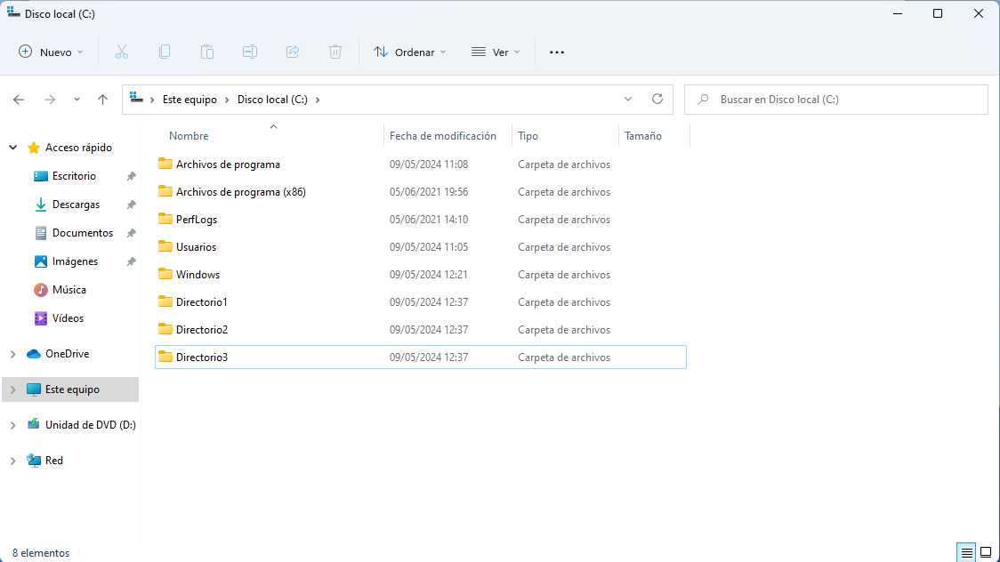 Disco local (C:)
Nuevo Ordenar Ver
Este equipo Disco local (C:) Buscar en Disco local (C:)
Nombre Fecha de modificación Tipo Tamaño
Acceso rápido
Escritorio
Descargas
Documentos
Imágenes
Música
Vídeos
OneDrive
Este equipo
Unidad de DVD (D:)
Red
Archivos de programa 09/05/2024 11:08 Carpeta de archivos
Archivos de programa (x86) 05/06/2021 19:56 Carpeta de archivos
PerfLogs 05/06/2021 14:10 Carpeta de archivos
Usuarios 09/05/2024 11:05 Carpeta de archivos
Windows 09/05/2024 12:21 Carpeta de archivos
Directorio1 09/05/2024 12:37 Carpeta de archivos
Directorio2 09/05/2024 12:37 Carpeta de archivos
Directorio3 09/05/2024 12:37 Carpeta de archivos
8 elementos